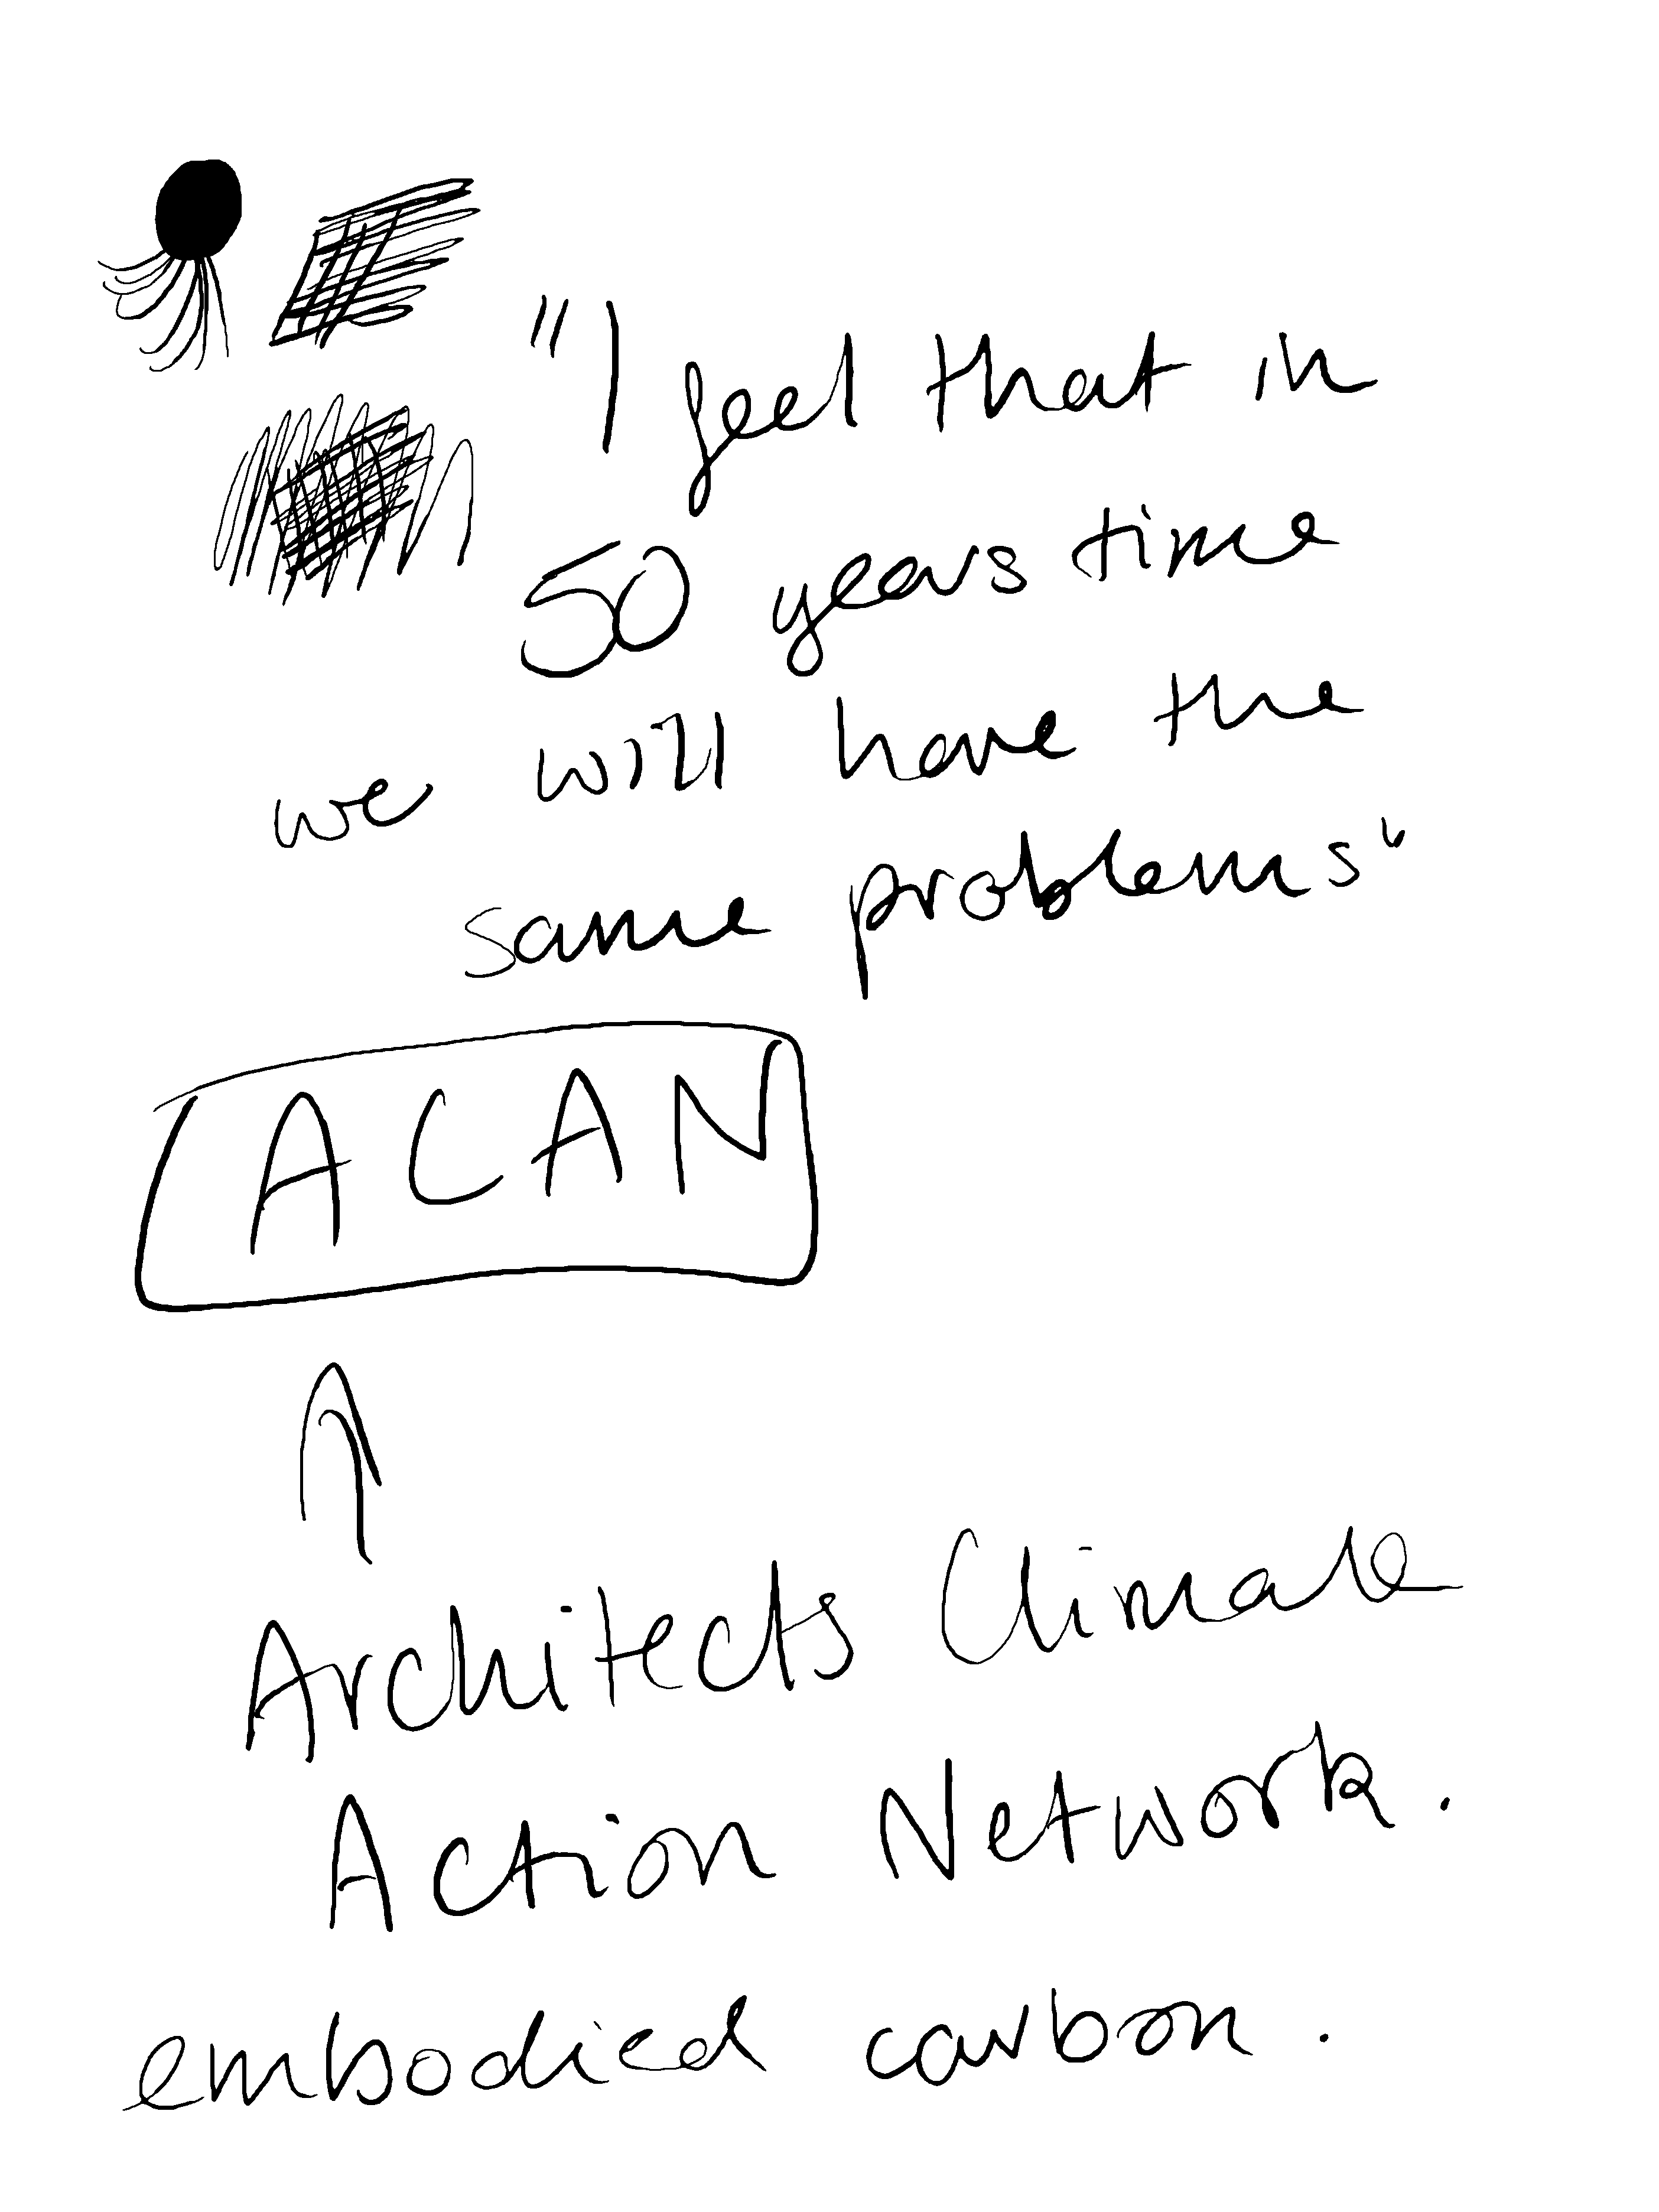 "I feel that in
50 years time
we will have the
same problems"
ACAN
Architects Climate
Action Network.
embodied carbon.